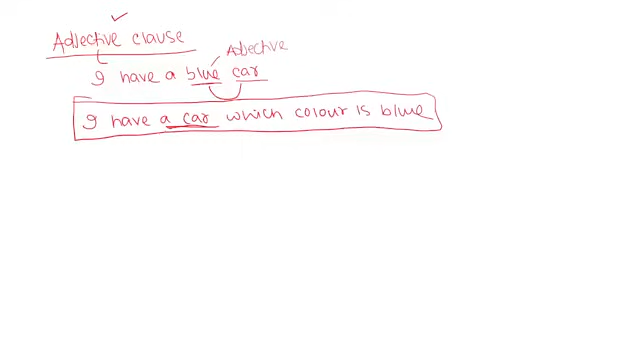 Adjective clause
Adjective
I have a blue car
I have a car which colour is blue